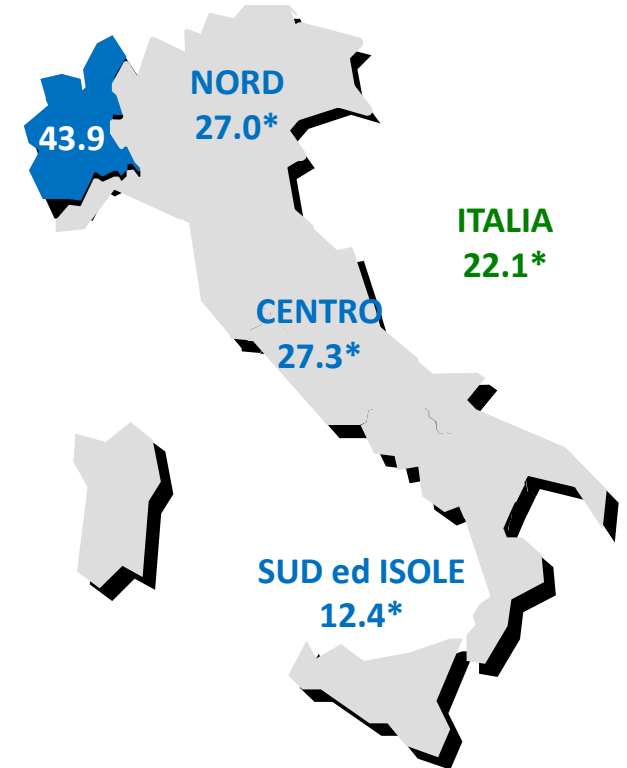 NORD
27.0*
43.9
ITALIA
22.1*
CENTRO
27.3*
SUD ed ISOLE
12.4*